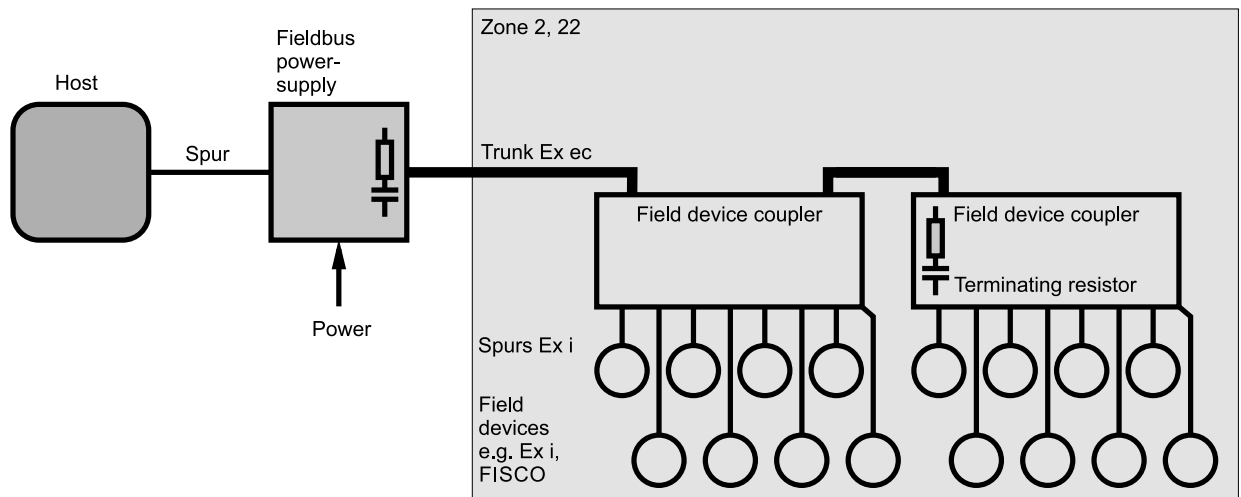 Zone 2, 22
Fieldbus
power-
supply
Host
Spur
Trunk Ex ec
Field device coupler
Field device coupler
Terminating resistor
Power
Spurs Ex i
Field
devices
e.g. Ex i,
FISCO